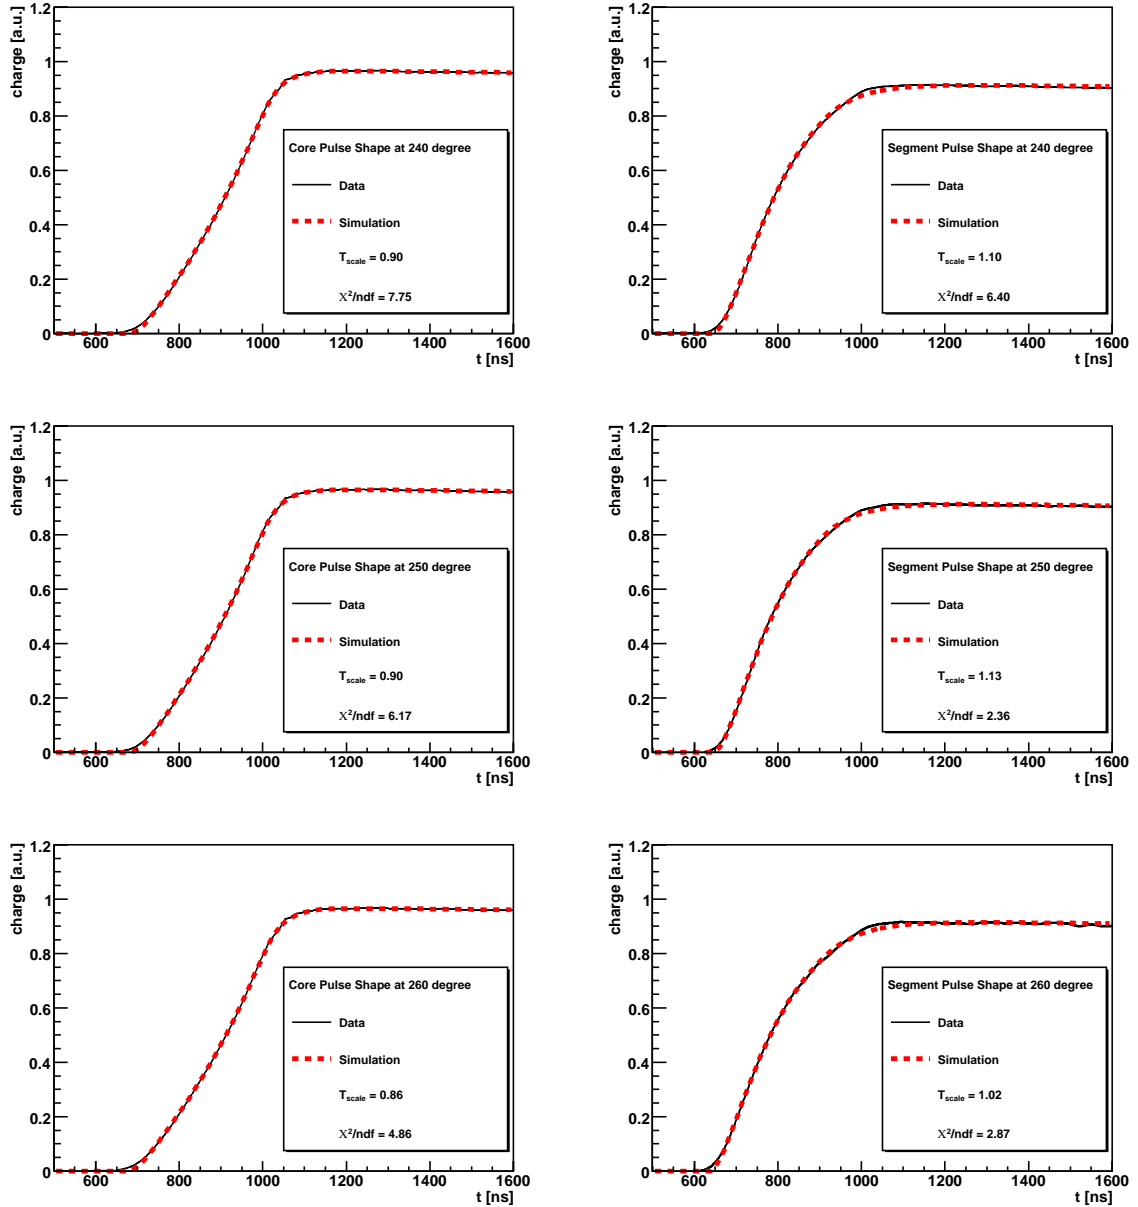 charge [a.u.]
1.2
1
0.8
0.6
0.4
0.2
0
Core Pulse Shape at 240 degree
Data
Simulation
Tscale = 0.90
Χ²/ndf = 7.75
600 800 1000 1200 1400 1600
t [ns]
charge [a.u.]
1.2
1
0.8
0.6
0.4
0.2
0
Segment Pulse Shape at 240 degree
Data
Simulation
Tscale = 1.10
Χ²/ndf = 6.40
600 800 1000 1200 1400 1600
t [ns]
charge [a.u.]
1.2
1
0.8
0.6
0.4
0.2
0
Core Pulse Shape at 250 degree
Data
Simulation
Tscale = 0.90
Χ²/ndf = 6.17
600 800 1000 1200 1400 1600
t [ns]
charge [a.u.]
1.2
1
0.8
0.6
0.4
0.2
0
Segment Pulse Shape at 250 degree
Data
Simulation
Tscale = 1.13
Χ²/ndf = 2.36
600 800 1000 1200 1400 1600
t [ns]
charge [a.u.]
1.2
1
0.8
0.6
0.4
0.2
0
Core Pulse Shape at 260 degree
Data
Simulation
Tscale = 0.86
Χ²/ndf = 4.86
600 800 1000 1200 1400 1600
t [ns]
charge [a.u.]
1.2
1
0.8
0.6
0.4
0.2
0
Segment Pulse Shape at 260 degree
Data
Simulation
Tscale = 1.02
Χ²/ndf = 2.87
600 800 1000 1200 1400 1600
t [ns]